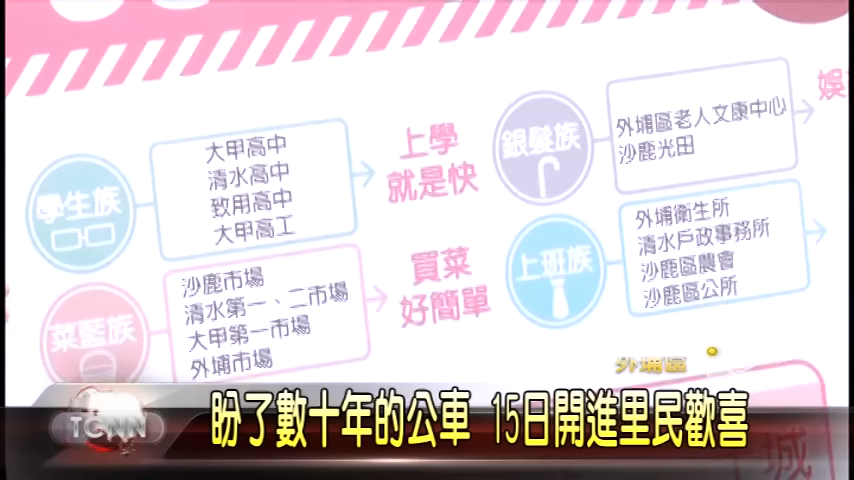 學生族
大甲高中
清水高中
致用高中
大甲高工
上學
就是快
銀髮族
外埔區老人文康中心
沙鹿光田
娛
菜籃族
沙鹿市場
清水第一、二市場
大甲第一市場
外埔市場
買菜
好簡單
上班族
外埔衛生所
清水戶政事務所
沙鹿區農會
沙鹿區公所
外埔區
TCNN
盼了數十年的公車 15日開進里民歡喜
城